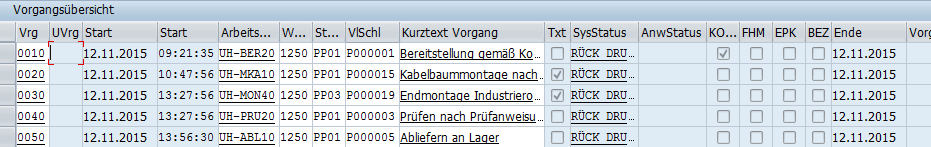 Vorgangsübersicht
Vrg UVrg Start Start Arbeits... W... St... VlSchl Kurztext Vorgang Txt SysStatus AnwStatus KO... FHM EPK BEZ Ende Vorg
0010 12.11.2015 09:21:35 UH-BER20 1250 PP01 P000001 Bereitstellung gemäß Ko... RÜCK DRU... 12.11.2015
0020 12.11.2015 10:47:56 UH-MKA10 1250 PP01 P000015 Kabelbaummontage nach... RÜCK DRU... 12.11.2015
0030 12.11.2015 13:27:56 UH-MON40 1250 PP03 P000019 Endmontage Industriero... RÜCK DRU... 12.11.2015
0040 12.11.2015 13:27:56 UH-PRU20 1250 PP01 P000003 Prüfen nach Prüfanweisu... RÜCK DRU... 12.11.2015
0050 12.11.2015 13:56:30 UH-ABL10 1250 PP01 P000005 Abliefern an Lager RÜCK DRU... 12.11.2015